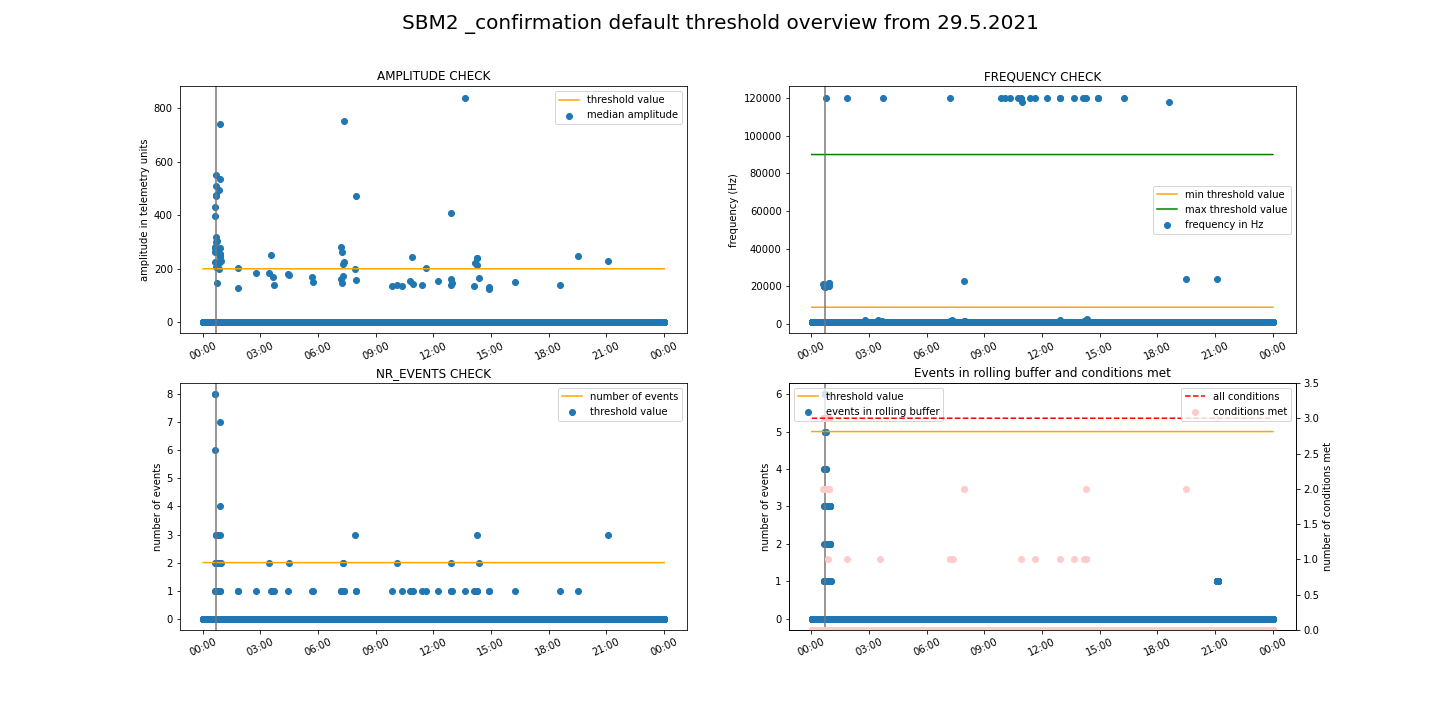 SBM2 _confirmation default threshold overview from 29.5.2021
AMPLITUDE CHECK
amplitude in telemetry units
800
600
400
200
0
threshold value
median amplitude
00:00 03:00 06:00 09:00 12:00 15:00 18:00 21:00 00:00
FREQUENCY CHECK
frequency (Hz)
120000
100000
80000
60000
40000
20000
0
min threshold value
max threshold value
frequency in Hz
00:00 03:00 06:00 09:00 12:00 15:00 18:00 21:00 00:00
NR_EVENTS CHECK
number of events
8
7
6
5
4
3
2
1
0
number of events
threshold value
00:00 03:00 06:00 09:00 12:00 15:00 18:00 21:00 00:00
Events in rolling buffer and conditions met
number of events
6
5
4
3
2
1
0
threshold value
events in rolling buffer
all conditions
conditions met
3.5
3.0
2.5
2.0
1.5
1.0
0.5
0.0
number of conditions met
00:00 03:00 06:00 09:00 12:00 15:00 18:00 21:00 00:00